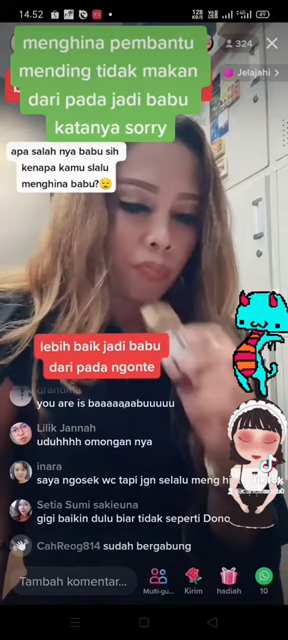 14.52
menghina pembantu
mending tidak makan
dari pada jadi babu
katanya sorry
324
Jelajahi >
apa salah nya babu sih
kenapa kamu slalu
menghina babu?
lebih baik jadi babu
dari pada ngonte
you are is baaaaaabuuuuu
Lilik Jannah
uduhhhh omongan nya
inara
saya ngosek wc tapi jgn selalu meng hi
Setia Sumi sakieuna
gigi baikin dulu biar tidak seperti Dono
CahReog814 sudah bergabung
Tambah komentar...
Multi-gu...
Kirim
hadiah
10